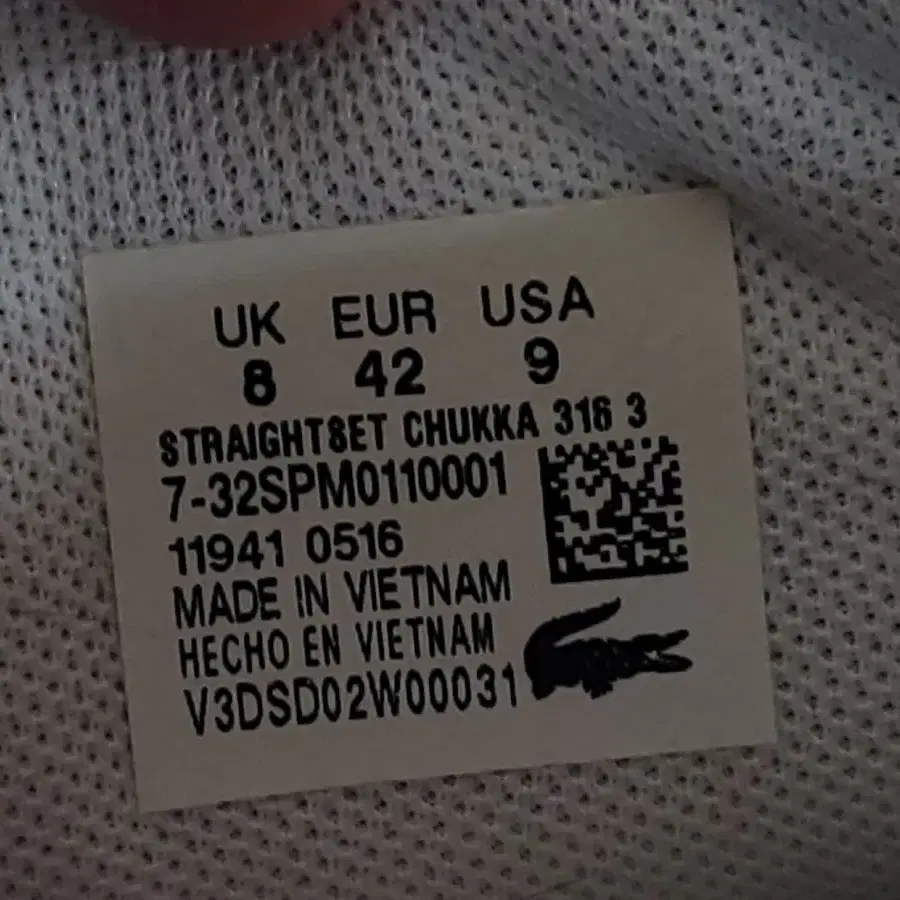 UK EUR USA
8 42 9
STRAIGHTSET CHUKKA 316 3
7-32SPM0110001
11941 0516
MADE IN VIETNAM
HECHO EN VIETNAM
V3DSD02W00031